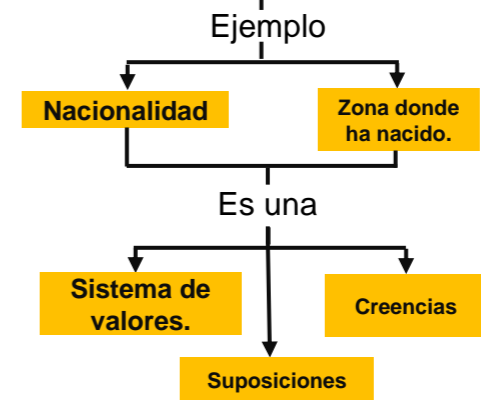 Ejemplo
Nacionalidad
Zona donde
ha nacido.
Es una
Sistema de
valores.
Creencias
Suposiciones